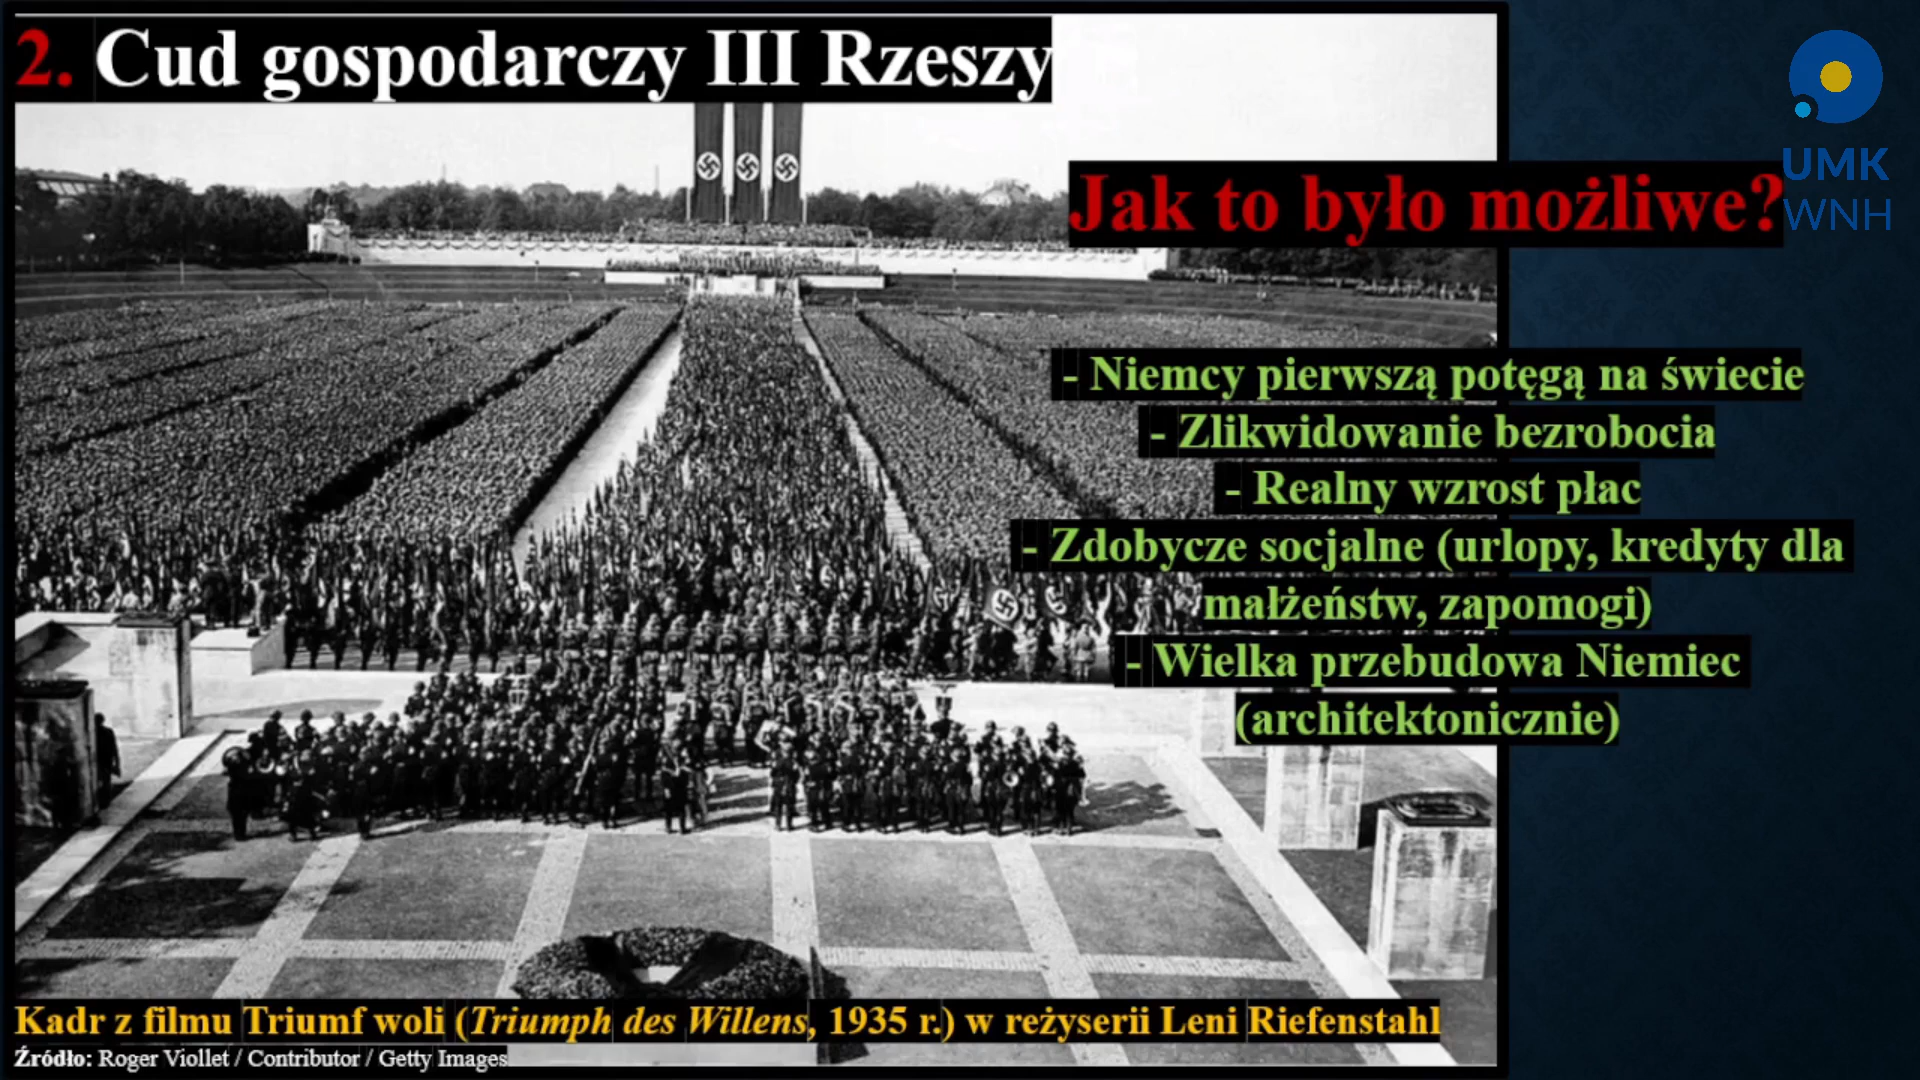 2. Cud gospodarczy III Rzeszy
UMK
WNH
Jak to było możliwe?
- Niemcy pierwszą potęgą na świecie
- Zlikwidowanie bezrobocia
- Realny wzrost płac
- Zdobycze socjalne (urlopy, kredyty dla
małżeństw, zapomogi)
- Wielka przebudowa Niemiec
(architektonicznie)
Kadr z filmu Triumf woli (Triumph des Willens, 1935 r.) w reżyserii Leni Riefenstahl
Źródło: Roger Viollet / Contributor / Getty Images